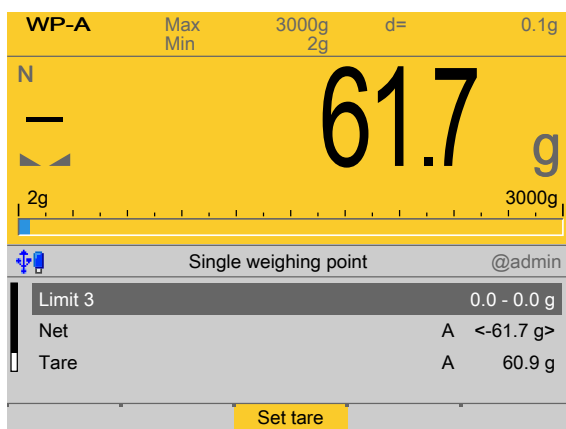 WP-A Max 3000g d= 0.1g
Min 2g
N
— 61.7 g
2g 3000g
Single weighing point @admin
Limit 3 0.0 - 0.0 g
Net A <-61.7 g>
Tare A 60.9 g
Set tare